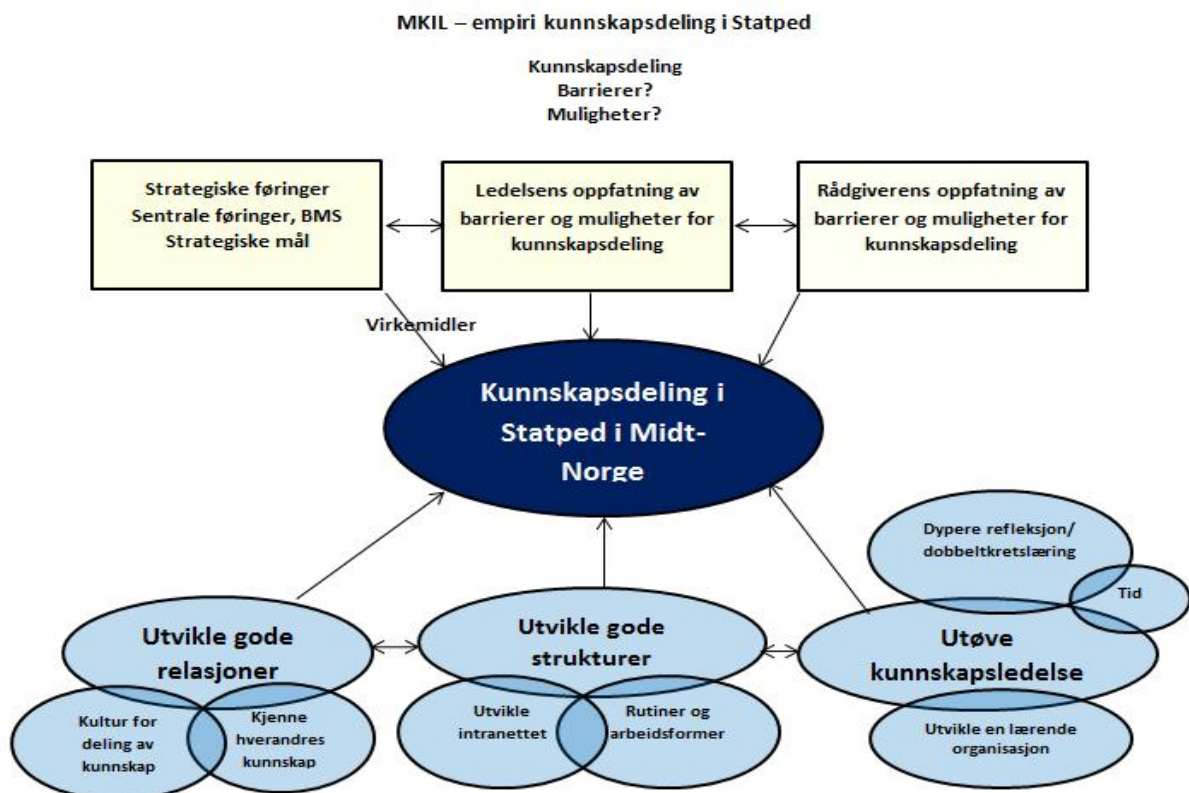 MKIL – empiri kunnskapsdeling i Statped
Kunnskapsdeling
Barrierer?
Muligheter?
Strategiske føringer
Sentrale føringer, BMS
Strategiske mål
Ledelsens oppfatning av
barrierer og muligheter for
kunnskapsdeling
Rådgiverens oppfatning av
barrierer og muligheter for
kunnskapsdeling
Virkemidler
Kunnskapsdeling i
Statped i Midt-
Norge
Dypere refleksjon/
dobbeltkretslæring
Tid
Utvikle gode
relasjoner
Utvikle gode
strukturer
Utøve
kunnskapsledelse
Kultur for
deling av
kunnskap
Kjenne
hverandres
kunnskap
Utvikle
intranettet
Rutiner og
arbeidsformer
Utvikle en lærende
organisasjon